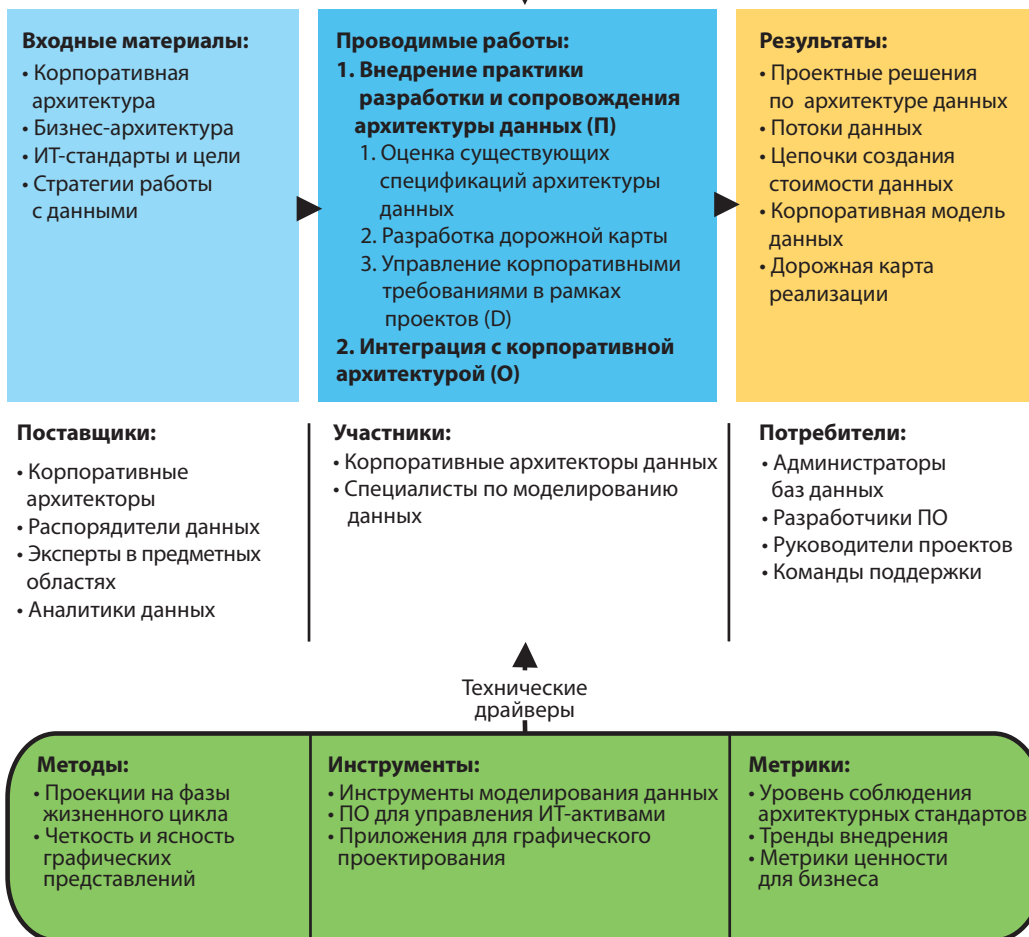 Входные материалы:
• Корпоративная
архитектура
• Бизнес-архитектура
• ИТ-стандарты и цели
• Стратегии работы
с данными
Проводимые работы:
1. Внедрение практики
разработки и сопровождения
архитектуры данных (П)
1. Оценка существующих
спецификаций архитектуры
данных
2. Разработка дорожной карты
3. Управление корпоративными
требованиями в рамках
проектов (D)
2. Интеграция с корпоративной
архитектурой (О)
Результаты:
• Проектные решения
по архитектуре данных
• Потоки данных
• Цепочки создания
стоимости данных
• Корпоративная модель
данных
• Дорожная карта
реализации
Поставщики:
• Корпоративные
архитекторы
• Распорядители данных
• Эксперты в предметных
областях
• Аналитики данных
Участники:
• Корпоративные архитекторы данных
• Специалисты по моделированию
данных
Потребители:
• Администраторы
баз данных
• Разработчики ПО
• Руководители проектов
• Команды поддержки
Технические
драйверы
Методы:
• Проекции на фазы
жизненного цикла
• Четкость и ясность
графических
представлений
Инструменты:
• Инструменты моделирования данных
• ПО для управления ИТ-активами
• Приложения для графического
проектирования
Метрики:
• Уровень соблюдения
архитектурных стандартов
• Тренды внедрения
• Метрики ценности
для бизнеса